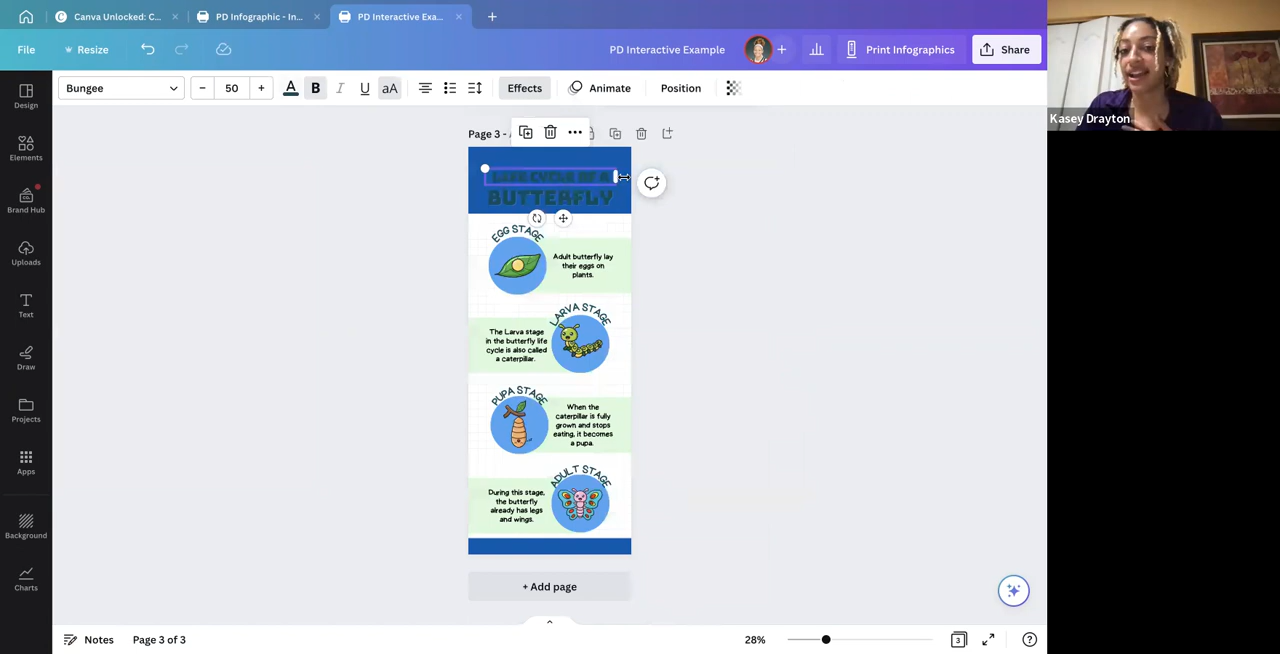 Canva Unlocked: C...
PD Infographic - In...
PD Interactive Exa...
File
Resize
PD Interactive Example
Print Infographics
Share
Bungee
50
A
B
I
U
aA
Effects
Animate
Position
Kasey Drayton
Design
Elements
Brand Hub
Uploads
Text
Draw
Projects
Apps
Background
Charts
Page 3 -
LIFE CYCLE OF A
BUTTERFLY
EGG STAGE
Adult butterfly lay
their eggs on
plants.
LARVA STAGE
The Larva stage
in the butterfly life
cycle is also called
a caterpillar.
PUPA STAGE
When the
caterpillar is fully
grown and stops
eating, it becomes
a pupa.
ADULT STAGE
During this stage,
the butterfly
already has legs
and wings.
+ Add page
Notes
Page 3 of 3
28%
3